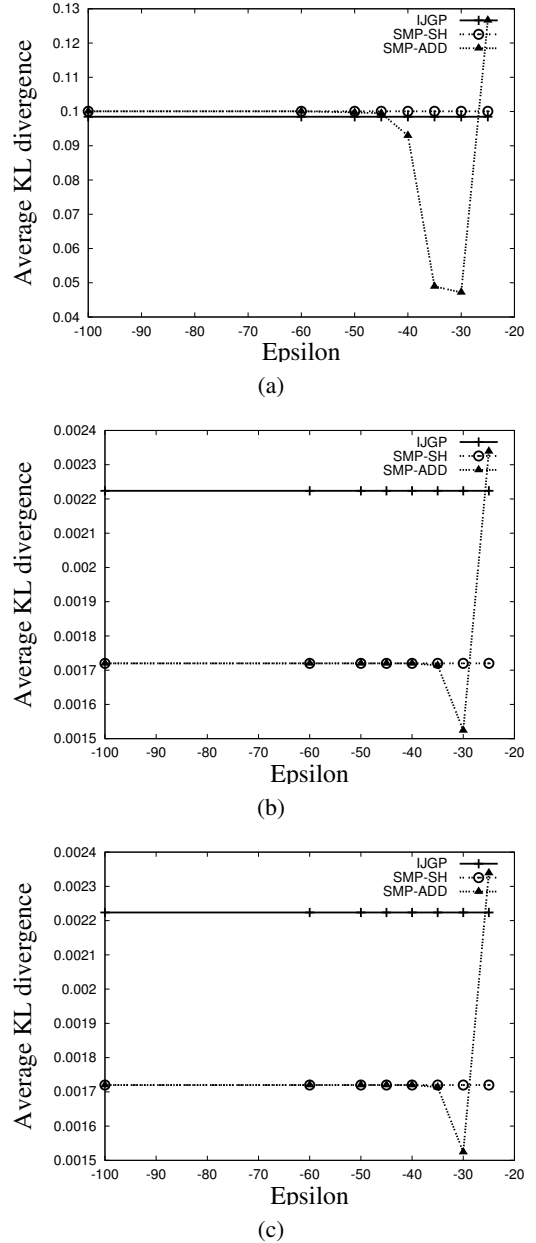 0.13
IJGP
SMP-SH
SMP-ADD
0.12
0.11
0.1
0.09
0.08
0.07
0.06
0.05
0.04
Average KL divergence
-100 -90 -80 -70 -60 -50 -40 -30 -20
Epsilon
(a)
0.0024
IJGP
SMP-SH
SMP-ADD
0.0023
0.0022
0.0021
0.002
0.0019
0.0018
0.0017
0.0016
0.0015
Average KL divergence
-100 -90 -80 -70 -60 -50 -40 -30 -20
Epsilon
(b)
0.0024
IJGP
SMP-SH
SMP-ADD
0.0023
0.0022
0.0021
0.002
0.0019
0.0018
0.0017
0.0016
0.0015
Average KL divergence
-100 -90 -80 -70 -60 -50 -40 -30 -20
Epsilon
(c)